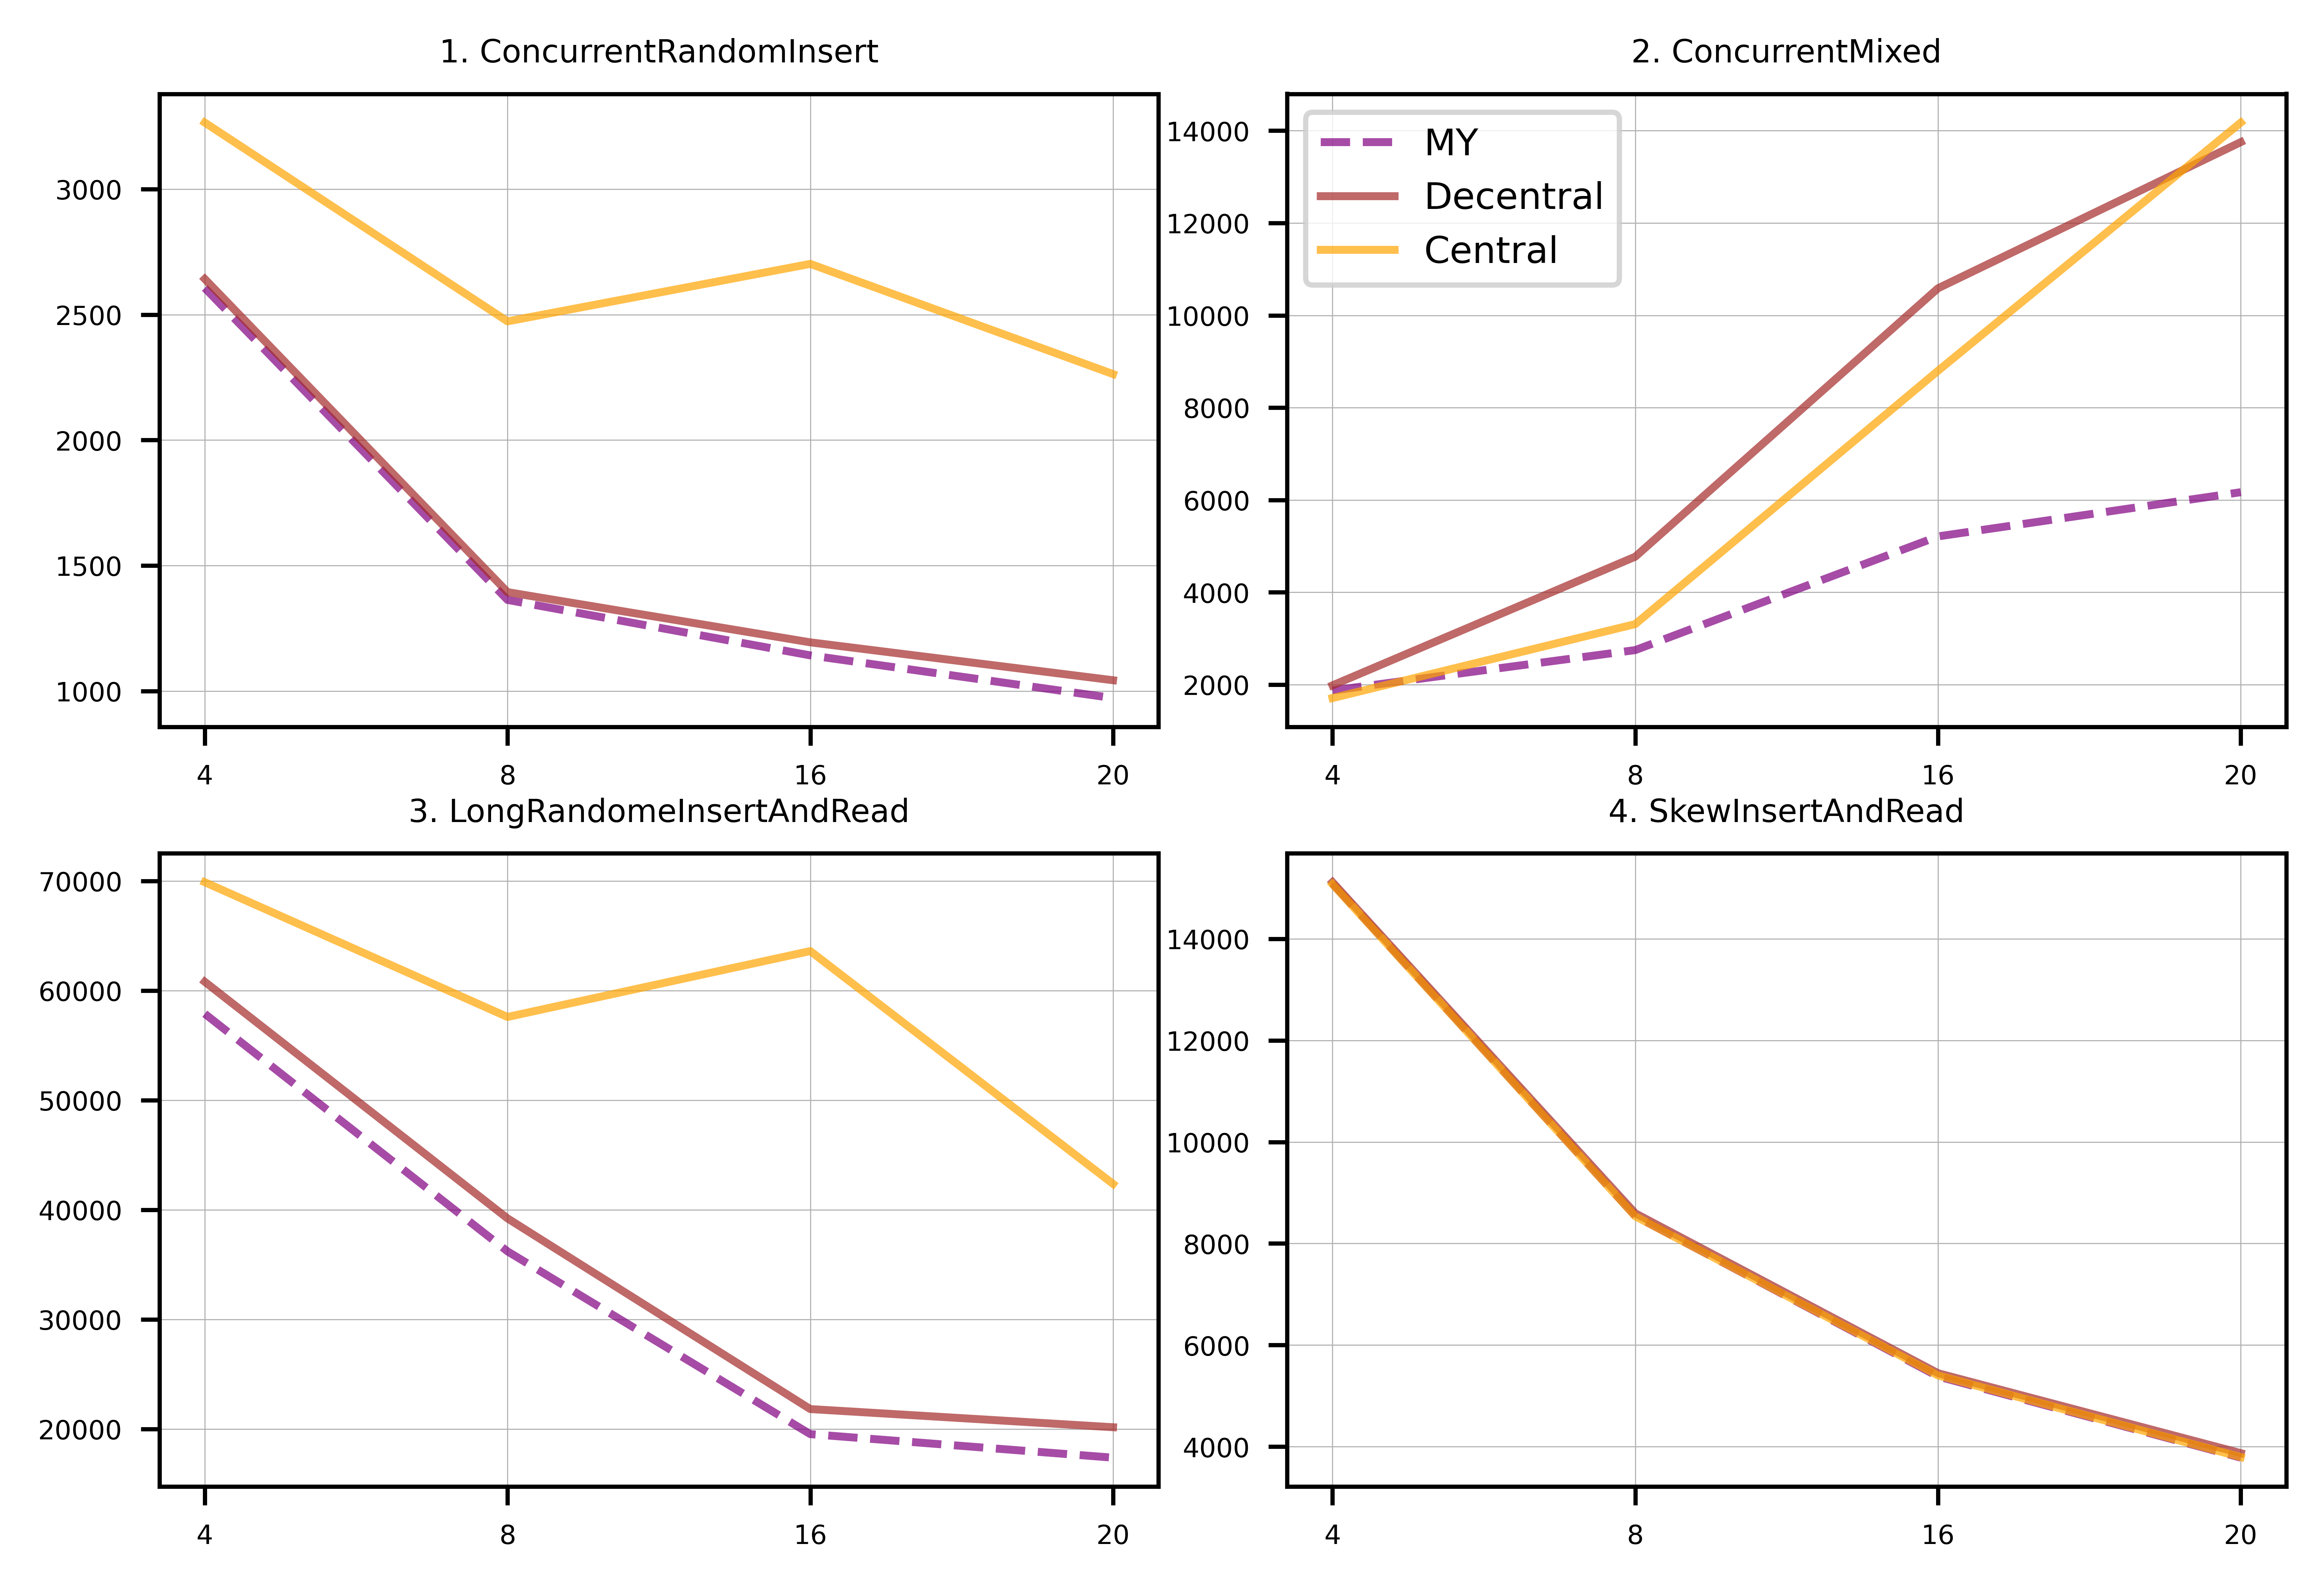 1. ConcurrentRandomInsert
3000
2500
2000
1500
1000
4 8 16 20
2. ConcurrentMixed
MY
Decentral
Central
14000
12000
10000
8000
6000
4000
2000
4 8 16 20
3. LongRandomeInsertAndRead
70000
60000
50000
40000
30000
20000
4 8 16 20
4. SkewInsertAndRead
14000
12000
10000
8000
6000
4000
4 8 16 20